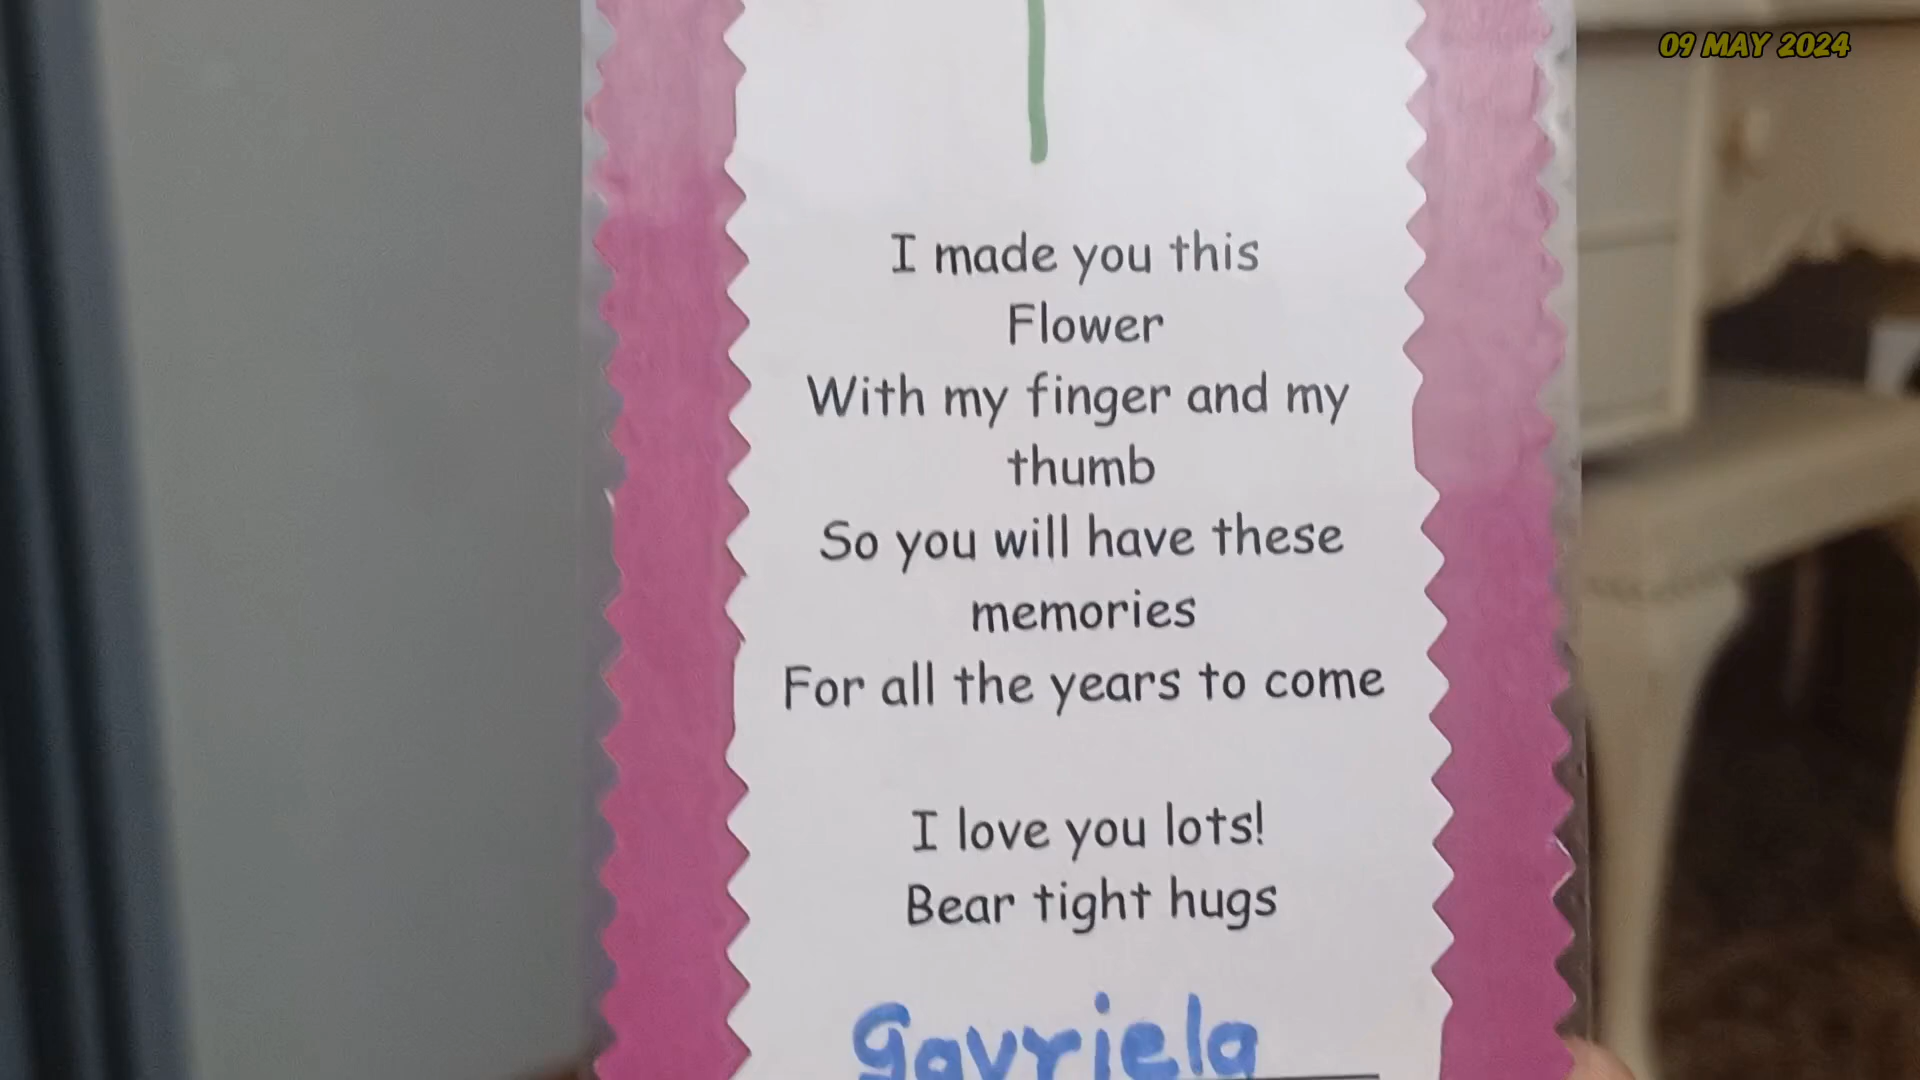 09 MAY 2024
I made you this
Flower
With my finger and my
thumb
So you will have these
memories
For all the years to come
I love you lots!
Bear tight hugs
Gavriela